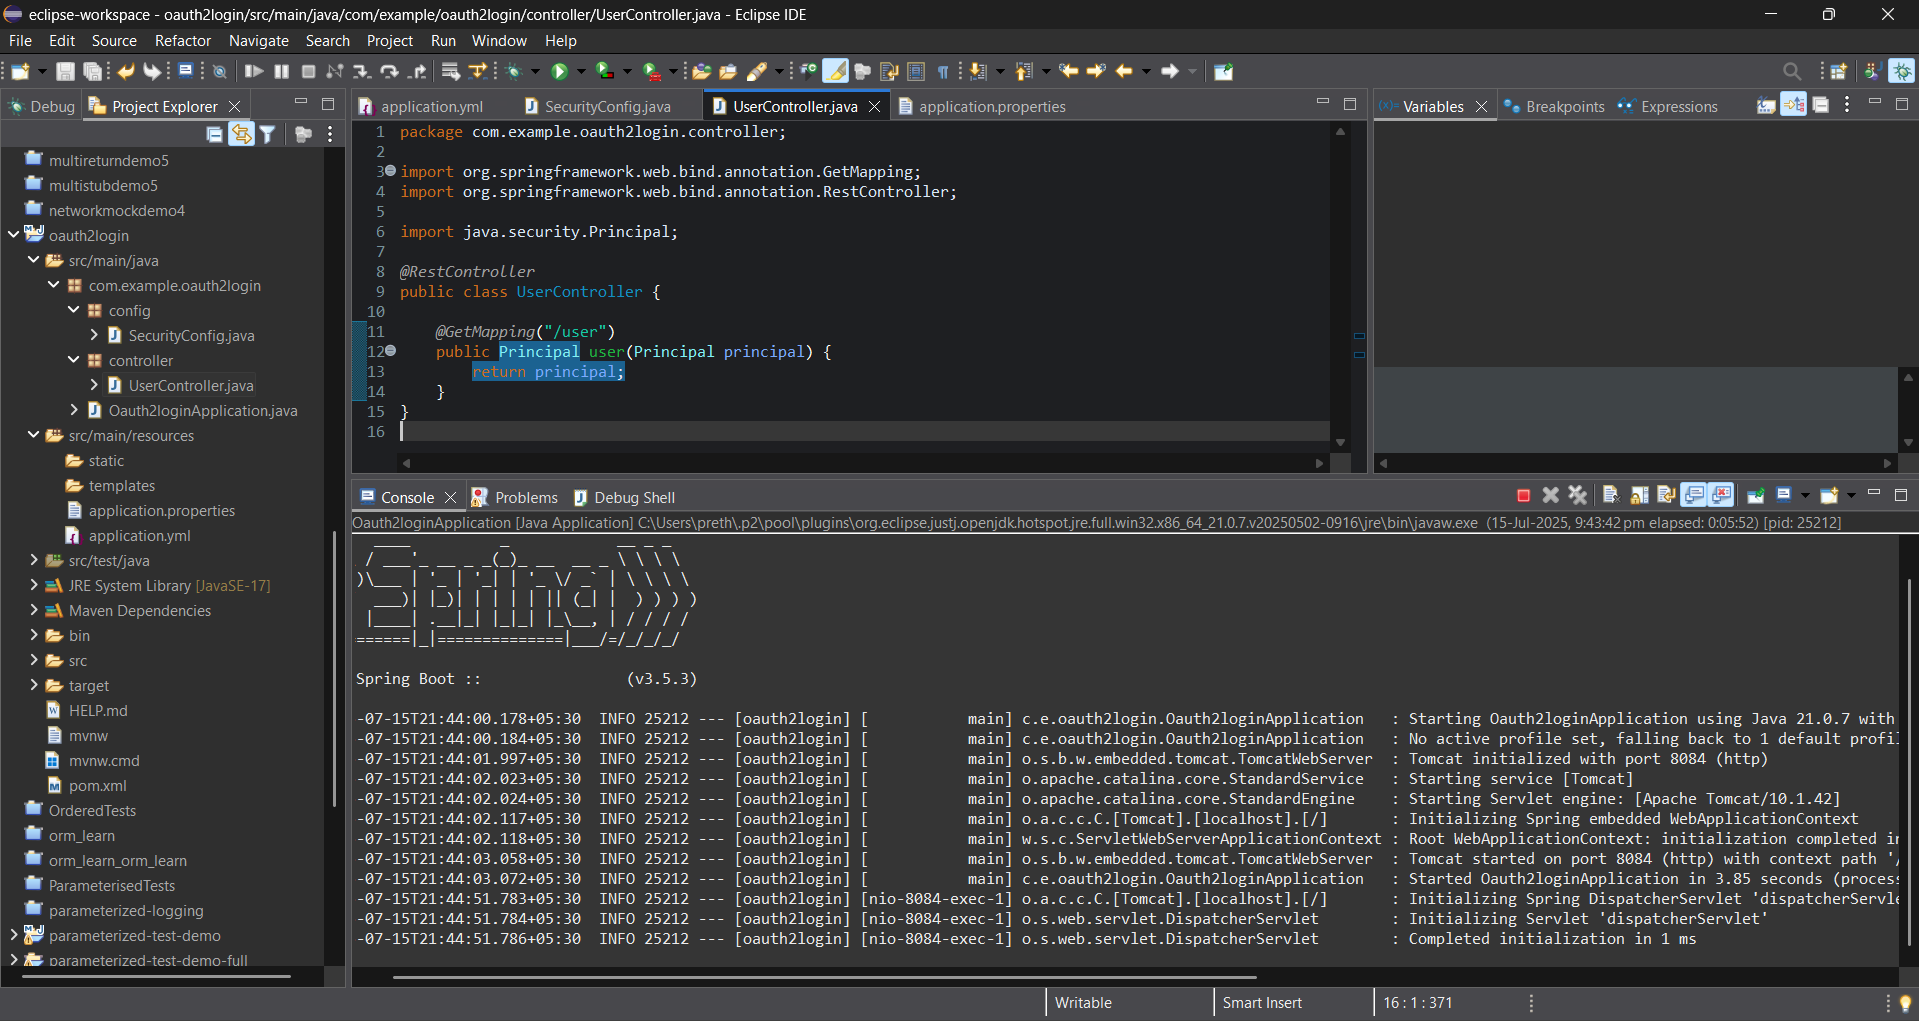 eclipse-workspace - oauth2login/src/main/java/com/example/oauth2login/controller/UserController.java - Eclipse IDE
File Edit Source Refactor Navigate Search Project Run Window Help
Debug Project Explorer
multireturndemo5
multistubdemo5
networkmockdemo4
oauth2login
src/main/java
com.example.oauth2login
config
SecurityConfig.java
controller
UserController.java
Oauth2loginApplication.java
src/main/resources
static
templates
application.properties
application.yml
src/test/java
JRE System Library [JavaSE-17]
Maven Dependencies
bin
src
target
HELP.md
mvnw
mvnw.cmd
pom.xml
OrderedTests
orm_learn
orm_learn_orm_learn
ParameterisedTests
parameterized-logging
parameterized-test-demo
parameterized-test-demo-full
application.yml SecurityConfig.java UserController.java application.properties
1 package com.example.oauth2login.controller;
2
3 import org.springframework.web.bind.annotation.GetMapping;
4 import org.springframework.web.bind.annotation.RestController;
5
6 import java.security.Principal;
7
8 @RestController
9 public class UserController {
10
11 @GetMapping("/user")
12 public Principal user(Principal principal) {
13 return principal;
14 }
15 }
16
Variables Breakpoints Expressions
Console Problems Debug Shell
Oauth2loginApplication [Java Application] C:\Users\preth\.p2\pool\plugins\org.eclipse.justj.openjdk.hotspot.jre.full.win32.x86_64_21.0.7.v20250502-0916\jre\bin\javaw.exe (15-Jul-2025, 9:43:42 pm elapsed: 0:05:52) [pid: 25212]
Spring
Spring Boot :: (v3.5.3)
-07-15T21:44:00.178+05:30 INFO 25212 --- [oauth2login] [ main] c.e.oauth2login.Oauth2loginApplication : Starting Oauth2loginApplication using Java 21.0.7 with
-07-15T21:44:00.184+05:30 INFO 25212 --- [oauth2login] [ main] c.e.oauth2login.Oauth2loginApplication : No active profile set, falling back to 1 default profi
-07-15T21:44:01.997+05:30 INFO 25212 --- [oauth2login] [ main] o.s.b.w.embedded.tomcat.TomcatWebServer : Tomcat initialized with port 8084 (http)
-07-15T21:44:02.023+05:30 INFO 25212 --- [oauth2login] [ main] o.apache.catalina.core.StandardService : Starting service [Tomcat]
-07-15T21:44:02.024+05:30 INFO 25212 --- [oauth2login] [ main] o.apache.catalina.core.StandardEngine : Starting Servlet engine: [Apache Tomcat/10.1.42]
-07-15T21:44:02.117+05:30 INFO 25212 --- [oauth2login] [ main] o.a.c.c.C.[Tomcat].[localhost].[/] : Initializing Spring embedded WebApplicationContext
-07-15T21:44:02.118+05:30 INFO 25212 --- [oauth2login] [ main] w.s.c.ServletWebServerApplicationContext : Root WebApplicationContext: initialization completed in
-07-15T21:44:03.058+05:30 INFO 25212 --- [oauth2login] [ main] o.s.b.w.embedded.tomcat.TomcatWebServer : Tomcat started on port 8084 (http) with context path '/
-07-15T21:44:03.072+05:30 INFO 25212 --- [oauth2login] [ main] c.e.oauth2login.Oauth2loginApplication : Started Oauth2loginApplication in 3.85 seconds (process
-07-15T21:44:51.783+05:30 INFO 25212 --- [oauth2login] [nio-8084-exec-1] o.a.c.c.C.[Tomcat].[localhost].[/] : Initializing Spring DispatcherServlet 'dispatcherServle
-07-15T21:44:51.784+05:30 INFO 25212 --- [oauth2login] [nio-8084-exec-1] o.s.web.servlet.DispatcherServlet : Initializing Servlet 'dispatcherServlet'
-07-15T21:44:51.786+05:30 INFO 25212 --- [oauth2login] [nio-8084-exec-1] o.s.web.servlet.DispatcherServlet : Completed initialization in 1 ms
Writable Smart Insert 16 : 1 : 371